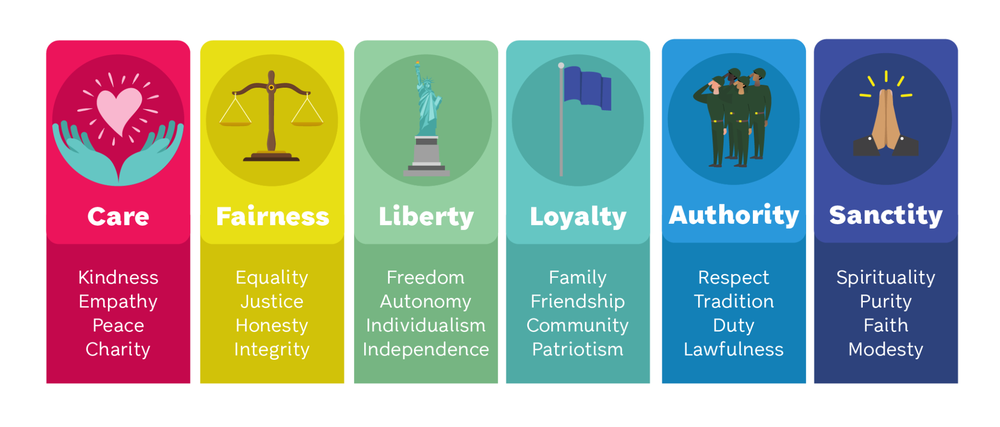 Care
Kindness
Empathy
Peace
Charity
Fairness
Equality
Justice
Honesty
Integrity
Liberty
Freedom
Autonomy
Individualism
Independence
Loyalty
Family
Friendship
Community
Patriotism
Authority
Respect
Tradition
Duty
Lawfulness
Sanctity
Spirituality
Purity
Faith
Modesty